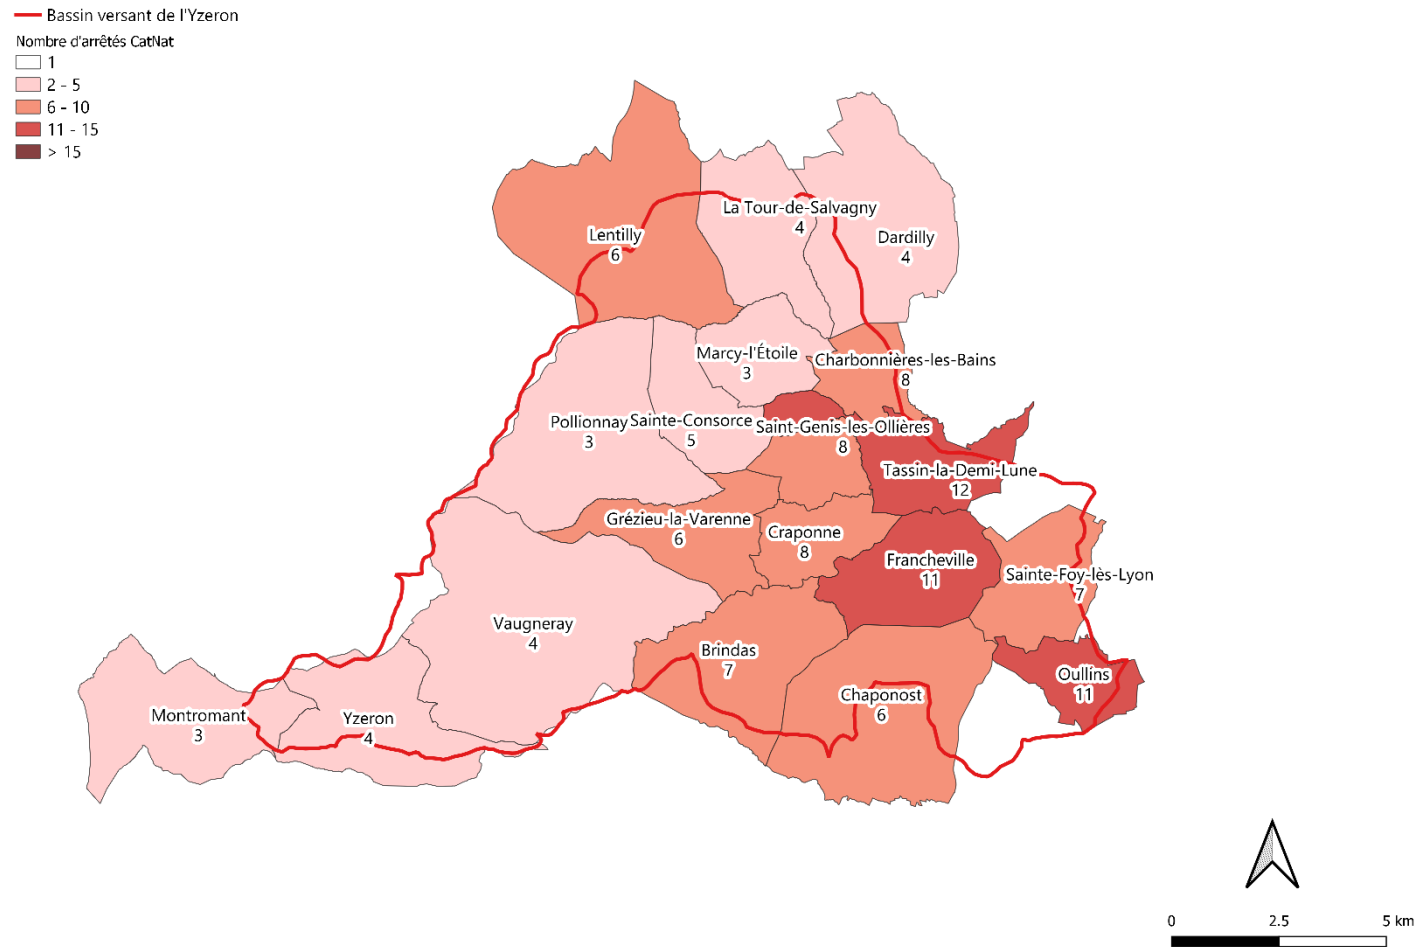 Bassin versant de l'Yzeron
Nombre d'arrêtés CatNat
1
2 - 5
6 - 10
11 - 15
> 15
La Tour-de-Salvagny
4
Lentilly
6
Dardilly
4
Marcy-l'Étoile
3
Charbonnières-les-Bains
8
Pollionnay
3
Sainte-Consorce
5
Saint-Genis-les-Ollières
8
Tassin-la-Demi-Lune
12
Grézieu-la-Varenne
6
Craponne
8
Francheville
11
Sainte-Foy-lès-Lyon
7
Vaugneray
4
Brindas
7
Oullins
11
Chaponost
6
Montromant
3
Yzeron
4
0 2.5 5 km